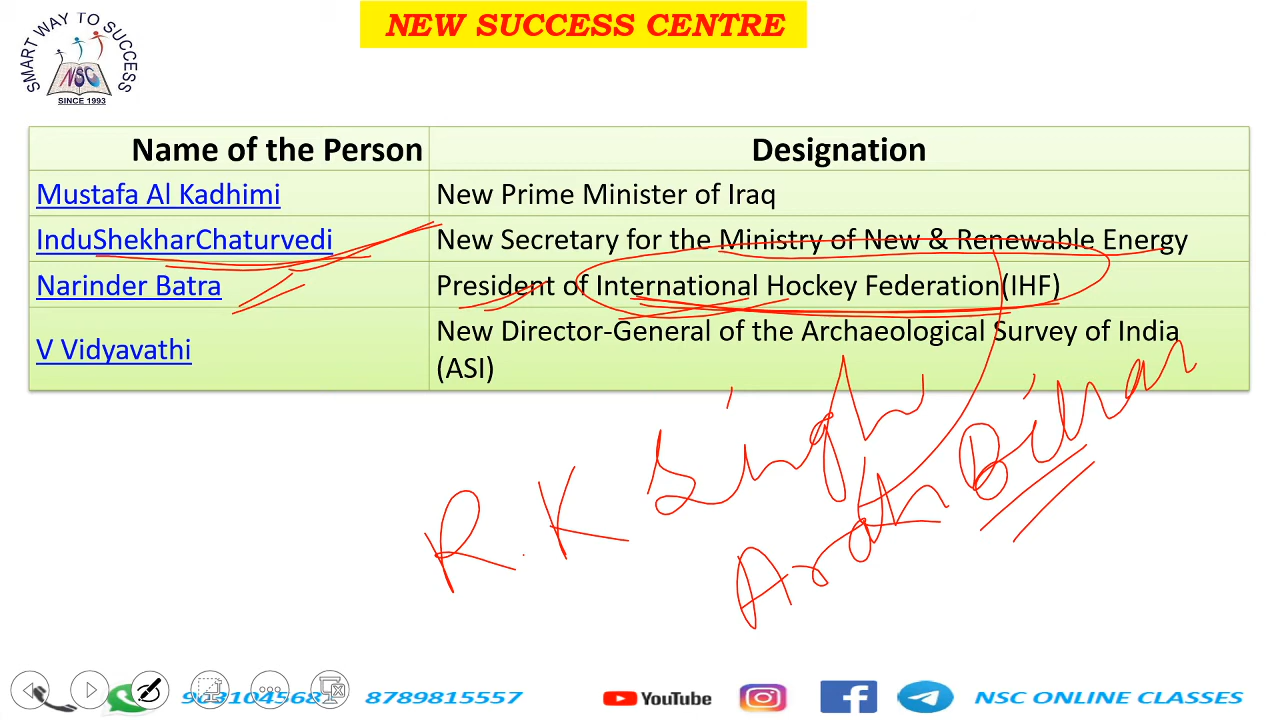 NEW SUCCESS CENTRE
SMART WAY TO SUCCESS
NSC
SINCE 1993
Name of the Person Designation
Mustafa Al Kadhimi New Prime Minister of Iraq
InduShekharChaturvedi New Secretary for the Ministry of New & Renewable Energy
Narinder Batra President of International Hockey Federation(IHF)
V Vidyavathi New Director-General of the Archaeological Survey of India
(ASI)
R.K Singh
Bihar
8789815557 YouTube NSC ONLINE CLASSES